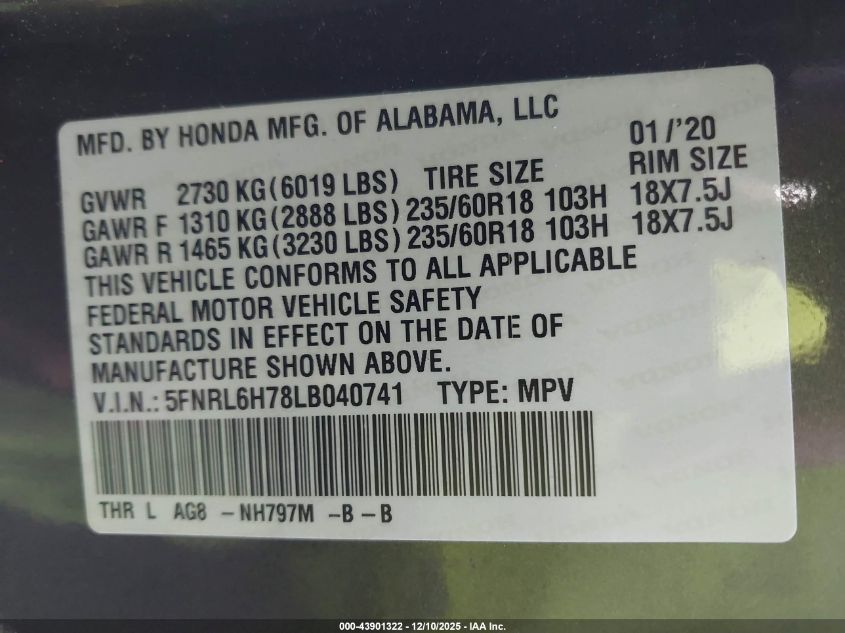 MFD. BY HONDA MFG. OF ALABAMA, LLC 01/'20
GVWR 2730 KG(6019 LBS) TIRE SIZE RIM SIZE
GAWR F 1310 KG(2888 LBS) 235/60R18 103H 18X7.5J
GAWR R 1465 KG(3230 LBS) 235/60R18 103H 18X7.5J
THIS VEHICLE CONFORMS TO ALL APPLICABLE
FEDERAL MOTOR VEHICLE SAFETY
STANDARDS IN EFFECT ON THE DATE OF
MANUFACTURE SHOWN ABOVE.
V.I.N.: 5FNRL6H78LB040741 TYPE: MPV
THR L AG8 -NH797M -B-B
000-43901322 - 12/10/2025 - IAA Inc.